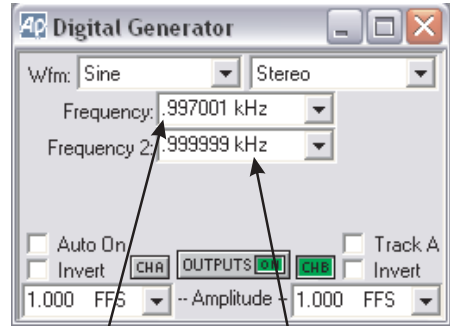 Ap Digital Generator
Wfm: Sine Stereo
Frequency: .997001 kHz
Frequency 2: .999999 kHz
Auto On Track A
Invert CHA OUTPUTS ON CHB Invert
1.000 FFS -- Amplitude -- 1.000 FFS